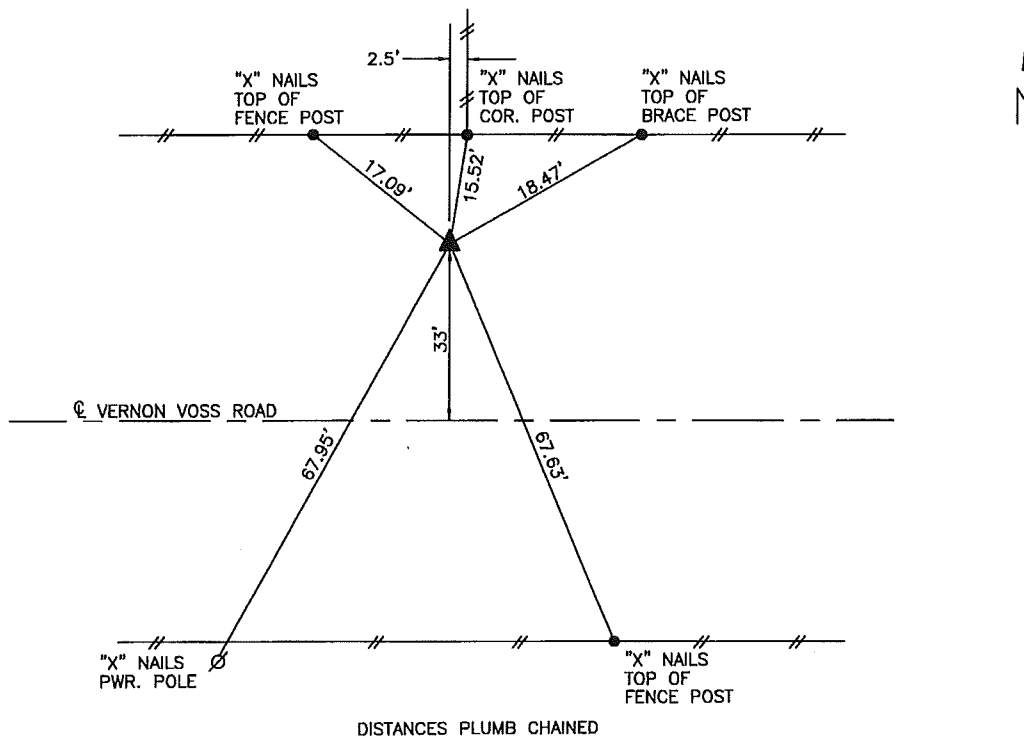 2.5'
"X" NAILS
TOP OF
FENCE POST
"X" NAILS
TOP OF
COR. POST
"X" NAILS
TOP OF
BRACE POST
17.09'
15.52'
18.47'
33'
℄ VERNON VOSS ROAD
67.95'
67.63'
"X" NAILS
PWR. POLE
"X" NAILS
TOP OF
FENCE POST
DISTANCES PLUMB CHAINED